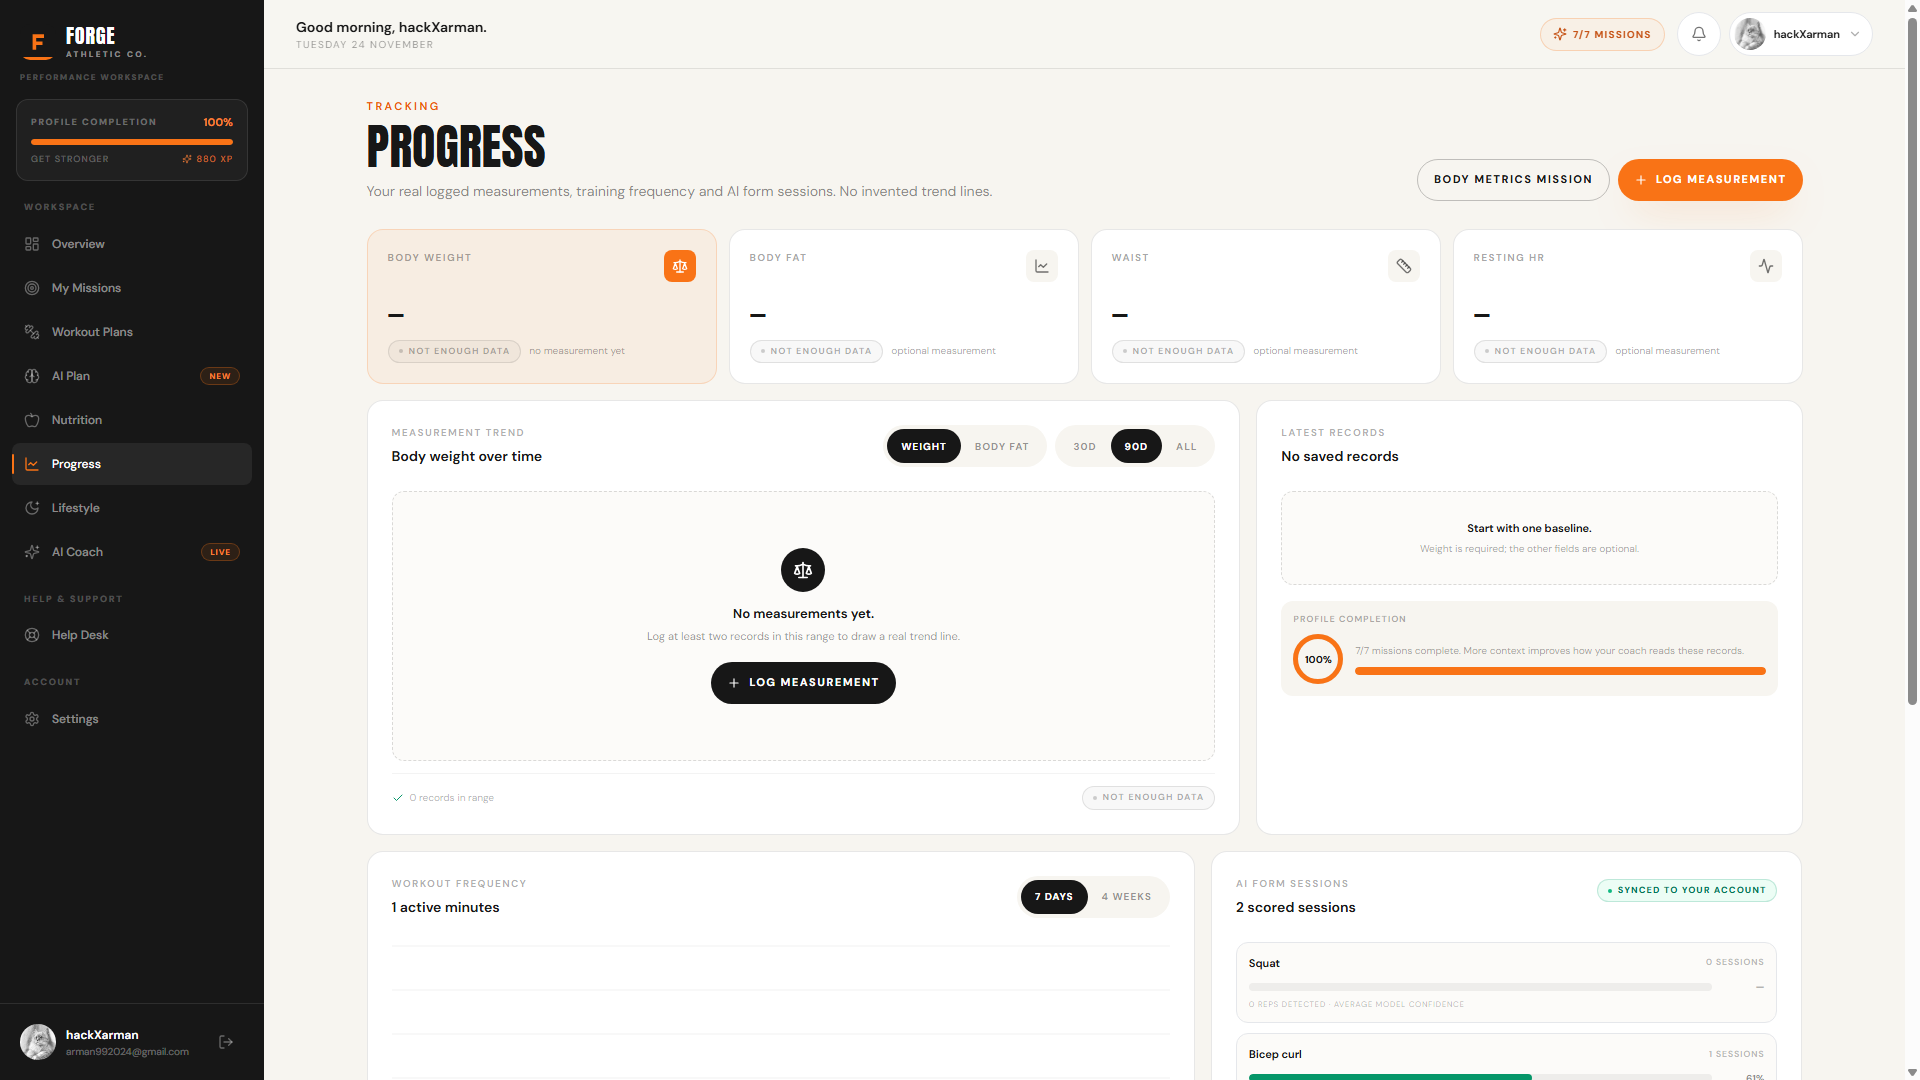 F
FORGE
ATHLETIC CO.
PERFORMANCE WORKSPACE
PROFILE COMPLETION 100%
GET STRONGER 880 XP
WORKSPACE
Overview
My Missions
Workout Plans
AI Plan NEW
Nutrition
Progress
Lifestyle
AI Coach LIVE
HELP & SUPPORT
Help Desk
ACCOUNT
Settings
hackXarman
arman992024@gmail.com
Good morning, hackXarman.
TUESDAY 24 NOVEMBER
7/7 MISSIONS
hackXarman
TRACKING
PROGRESS
Your real logged measurements, training frequency and AI form sessions. No invented trend lines.
BODY METRICS MISSION
+ LOG MEASUREMENT
BODY WEIGHT
–
NOT ENOUGH DATA no measurement yet
BODY FAT
–
NOT ENOUGH DATA optional measurement
WAIST
–
NOT ENOUGH DATA optional measurement
RESTING HR
–
NOT ENOUGH DATA optional measurement
MEASUREMENT TREND
Body weight over time
WEIGHT BODY FAT
30D 90D ALL
No measurements yet.
Log at least two records in this range to draw a real trend line.
+ LOG MEASUREMENT
0 records in range
NOT ENOUGH DATA
LATEST RECORDS
No saved records
Start with one baseline.
Weight is required; the other fields are optional.
PROFILE COMPLETION
100%
7/7 missions complete. More context improves how your coach reads these records.
WORKOUT FREQUENCY
1 active minutes
7 DAYS 4 WEEKS
AI FORM SESSIONS
2 scored sessions
SYNCED TO YOUR ACCOUNT
Squat 0 SESSIONS
–
0 REPS DETECTED · AVERAGE MODEL CONFIDENCE
Bicep curl 1 SESSIONS
61%